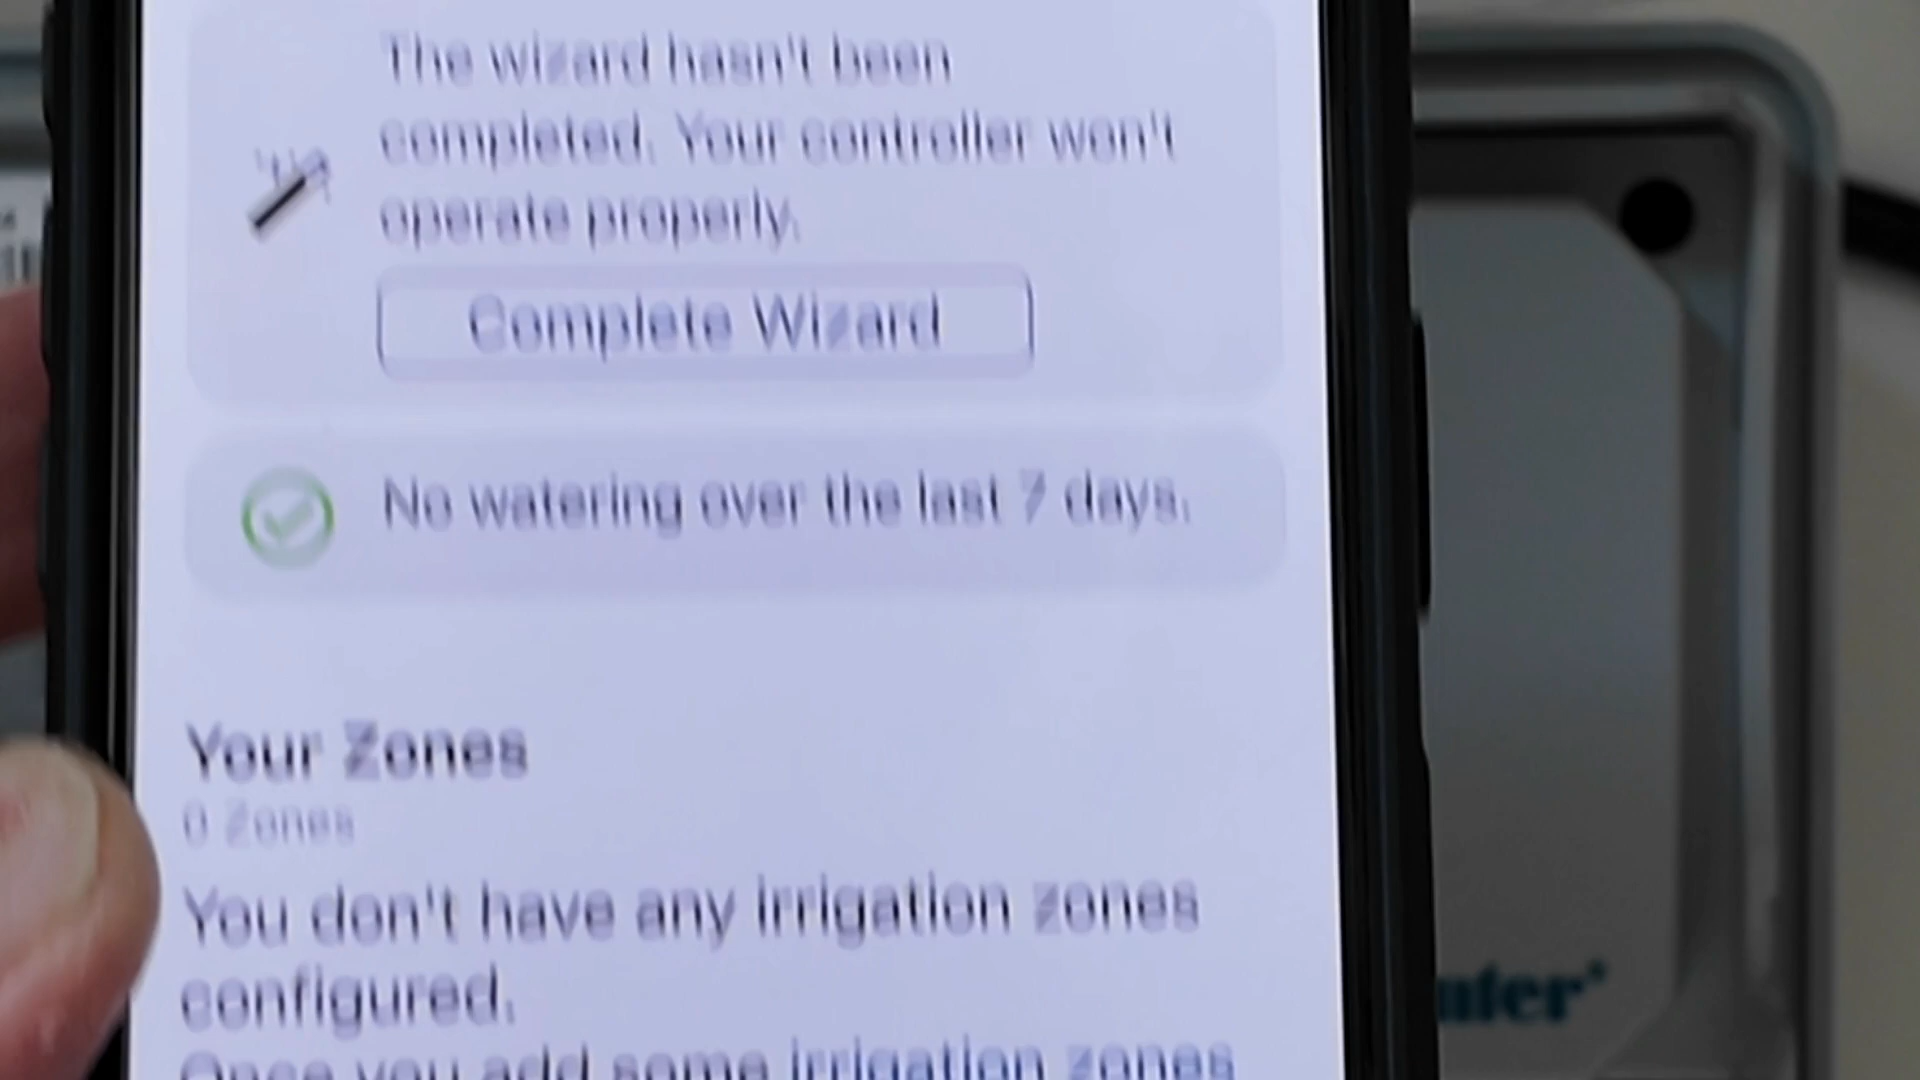 The wizard hasn't been
completed. Your controller won't
operate properly.
Complete Wizard
No watering over the last 7 days.
Your Zones
0 Zones
You don't have any irrigation zones
configured.
Once you add some irrigation zones